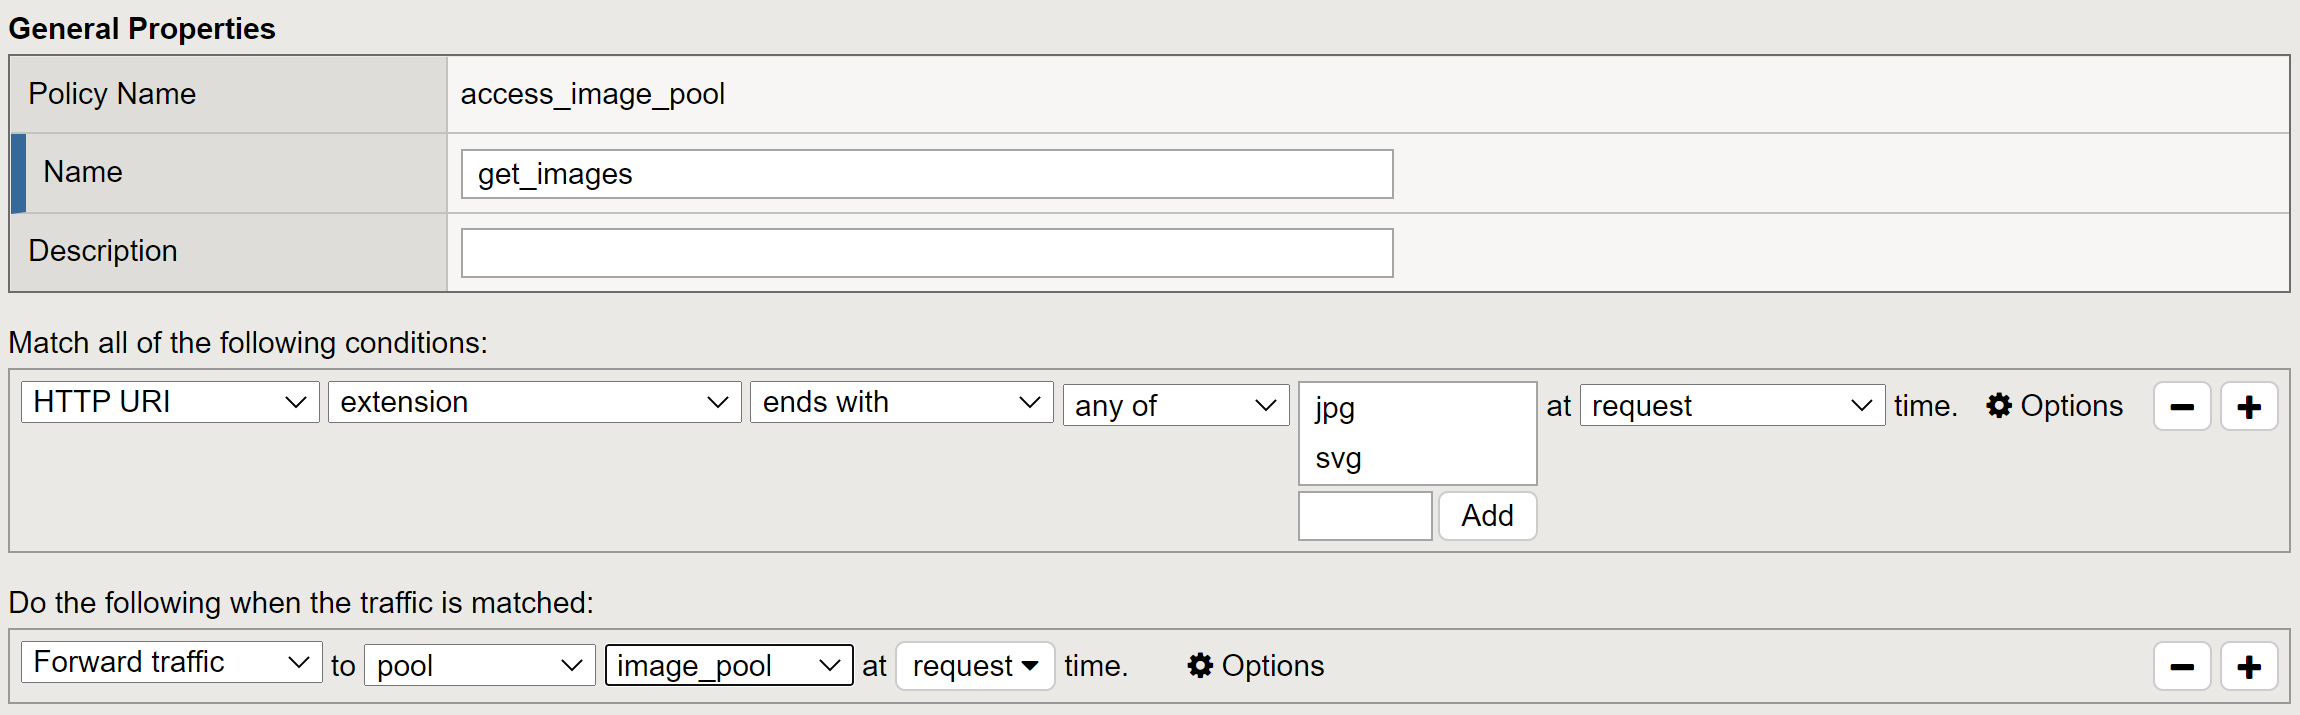 General Properties
Policy Name access_image_pool
Name get_images
Description
Match all of the following conditions:
HTTP URI extension ends with any of jpg at request time. Options
svg
Add
Do the following when the traffic is matched:
Forward traffic to pool image_pool at request time. Options